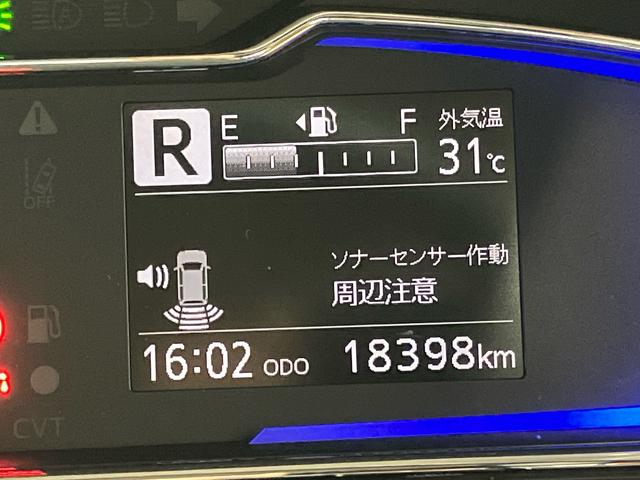 R E F 外気温
31℃
OFF
ソナーセンサー作動
周辺注意
16:02 ODO 18398km
CVT